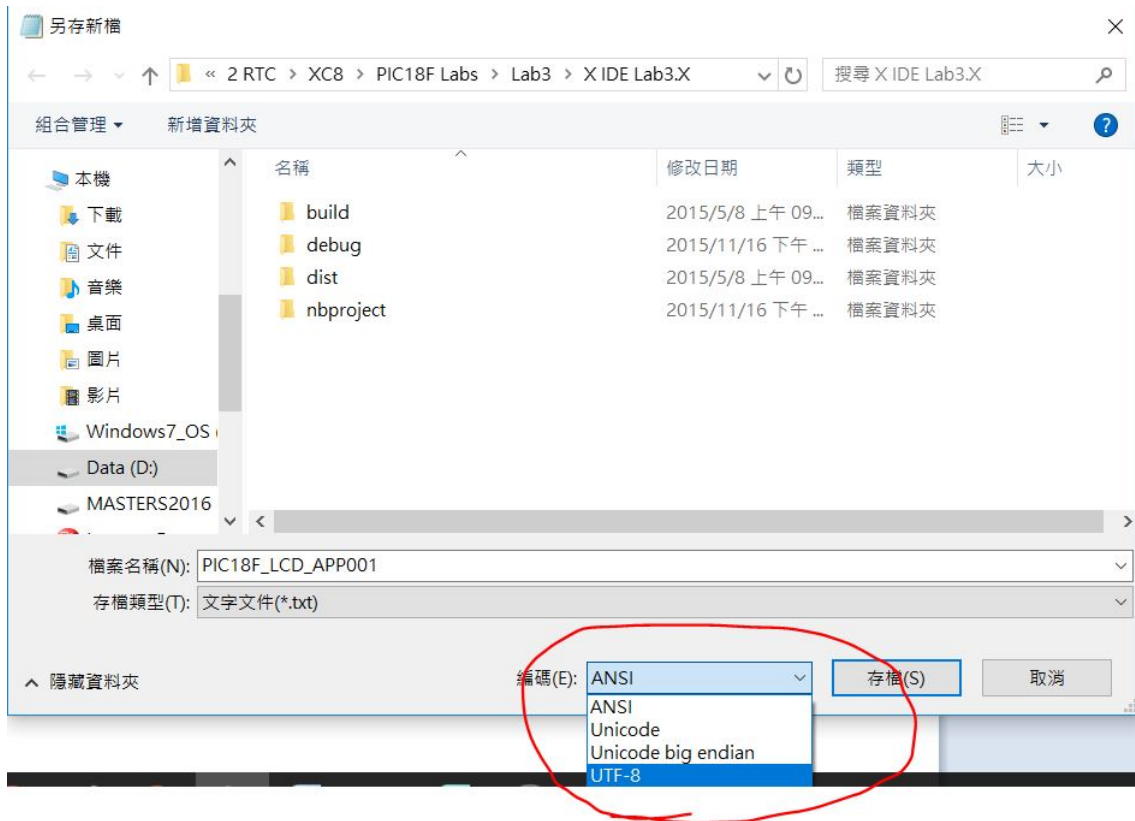 另存新檔
« 2 RTC > XC8 > PIC18F Labs > Lab3 > X IDE Lab3.X
搜尋 X IDE Lab3.X
組合管理
新增資料夾
名稱 修改日期 類型 大小
本機
下載
文件
音樂
桌面
圖片
影片
Windows7_OS
Data (D:)
MASTERS2016
build 2015/5/8 上午 09... 檔案資料夾
debug 2015/11/16 下午 ... 檔案資料夾
dist 2015/5/8 上午 09... 檔案資料夾
nbproject 2015/11/16 下午 ... 檔案資料夾
檔案名稱(N): PIC18F_LCD_APP001
存檔類型(T): 文字文件(*.txt)
隱藏資料夾
編碼(E): ANSI
存檔(S)
取消
ANSI
Unicode
Unicode big endian
UTF-8